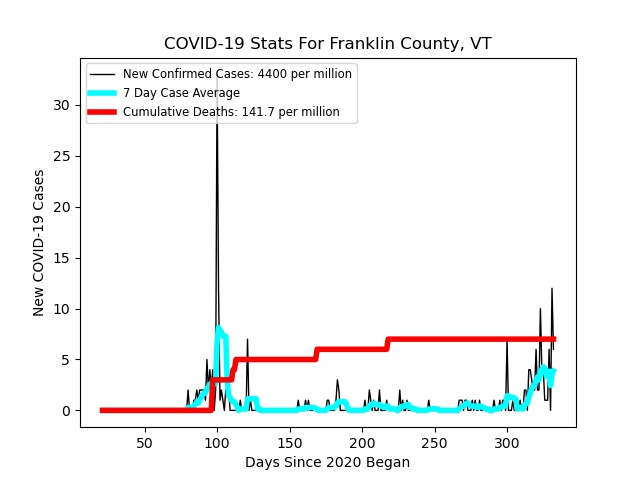 COVID-19 Stats For Franklin County, VT
New Confirmed Cases: 4400 per million
7 Day Case Average
Cumulative Deaths: 141.7 per million
New COVID-19 Cases
30
25
20
15
10
5
0
50
100
150
200
250
300
Days Since 2020 Began